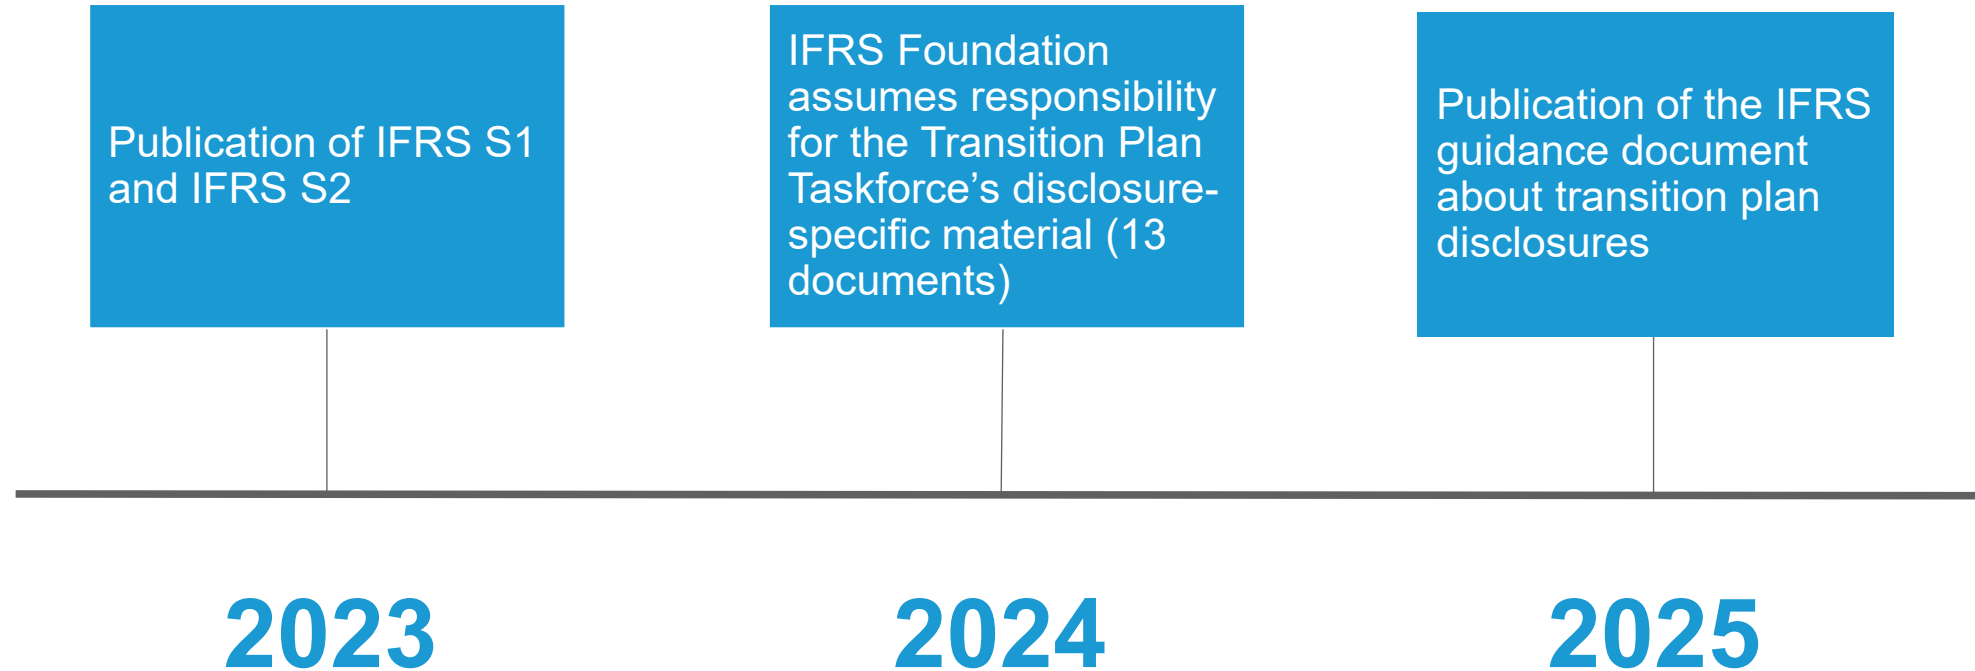 Publication of IFRS S1
and IFRS S2
IFRS Foundation
assumes responsibility
for the Transition Plan
Taskforce’s disclosure-
specific material (13
documents)
Publication of the IFRS
guidance document
about transition plan
disclosures
2023
2024
2025